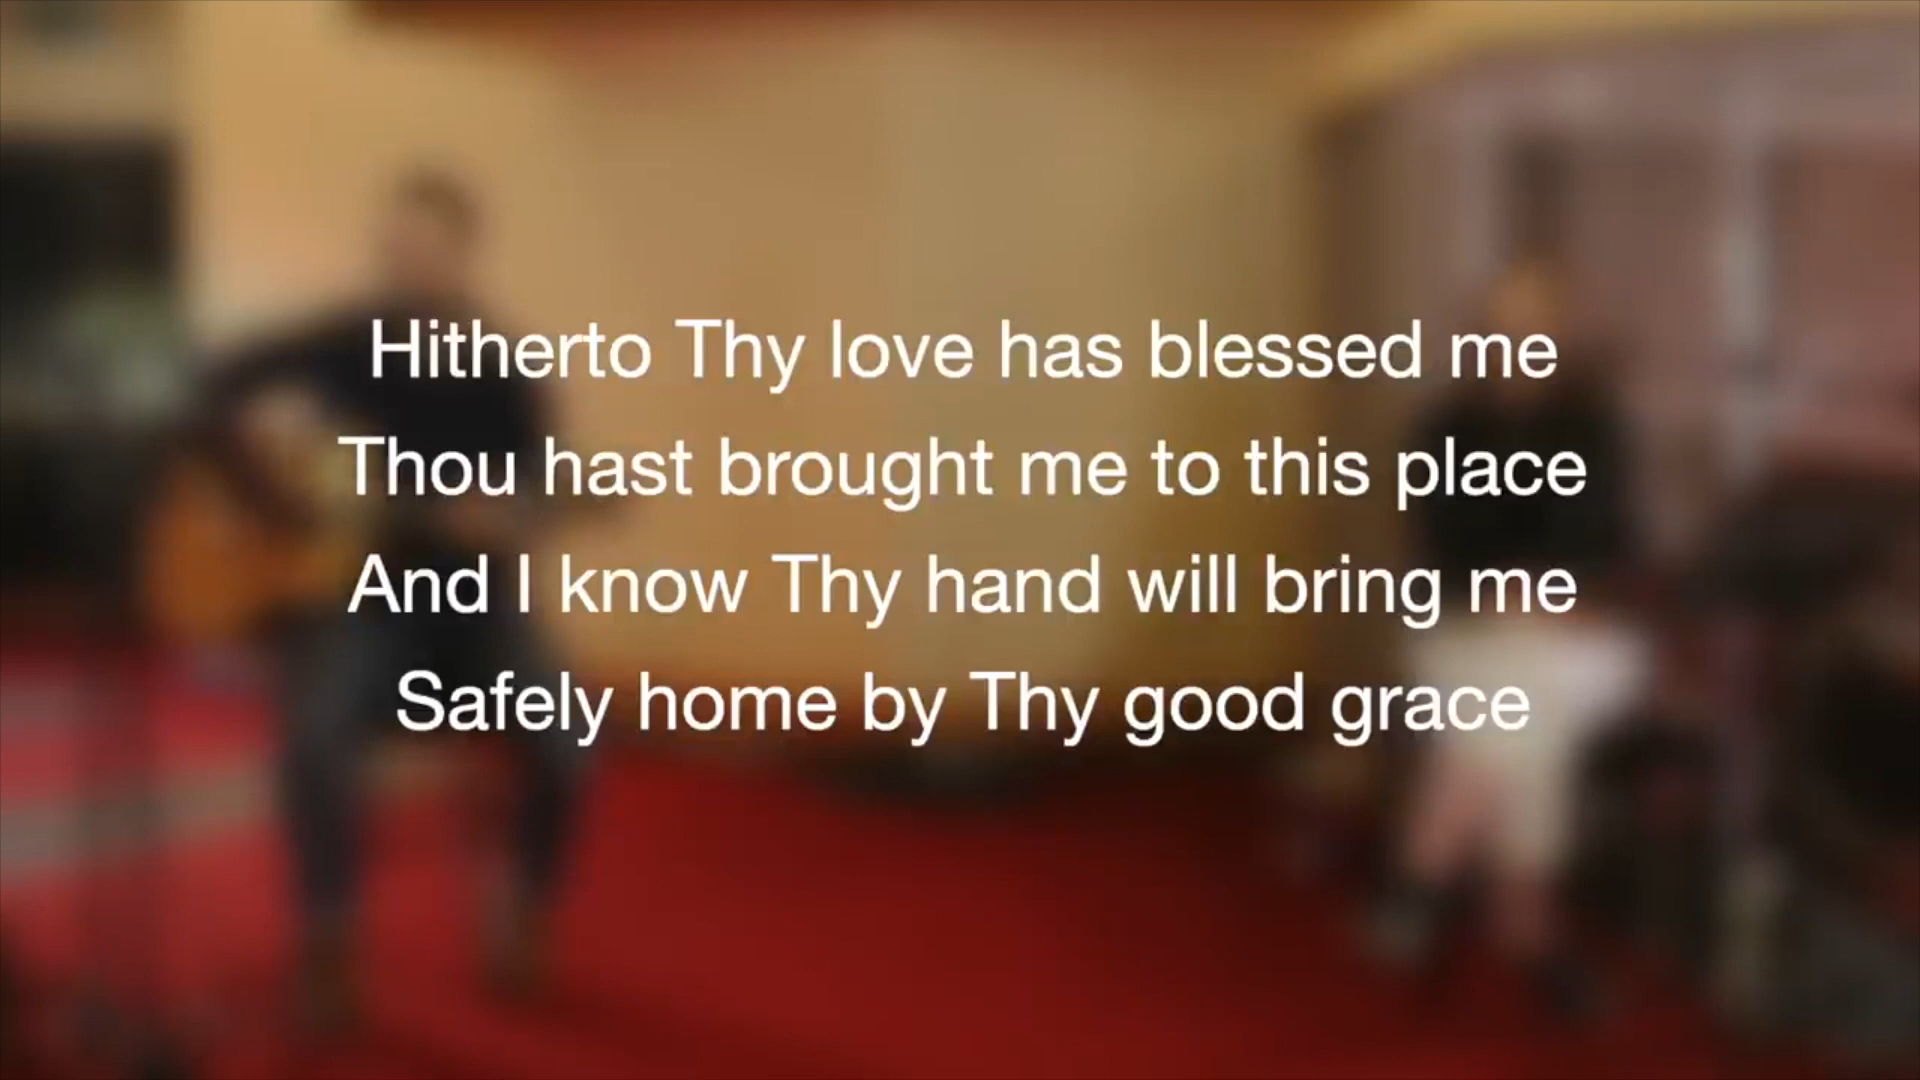 Hitherto Thy love has blessed me
Thou hast brought me to this place
And I know Thy hand will bring me
Safely home by Thy good grace